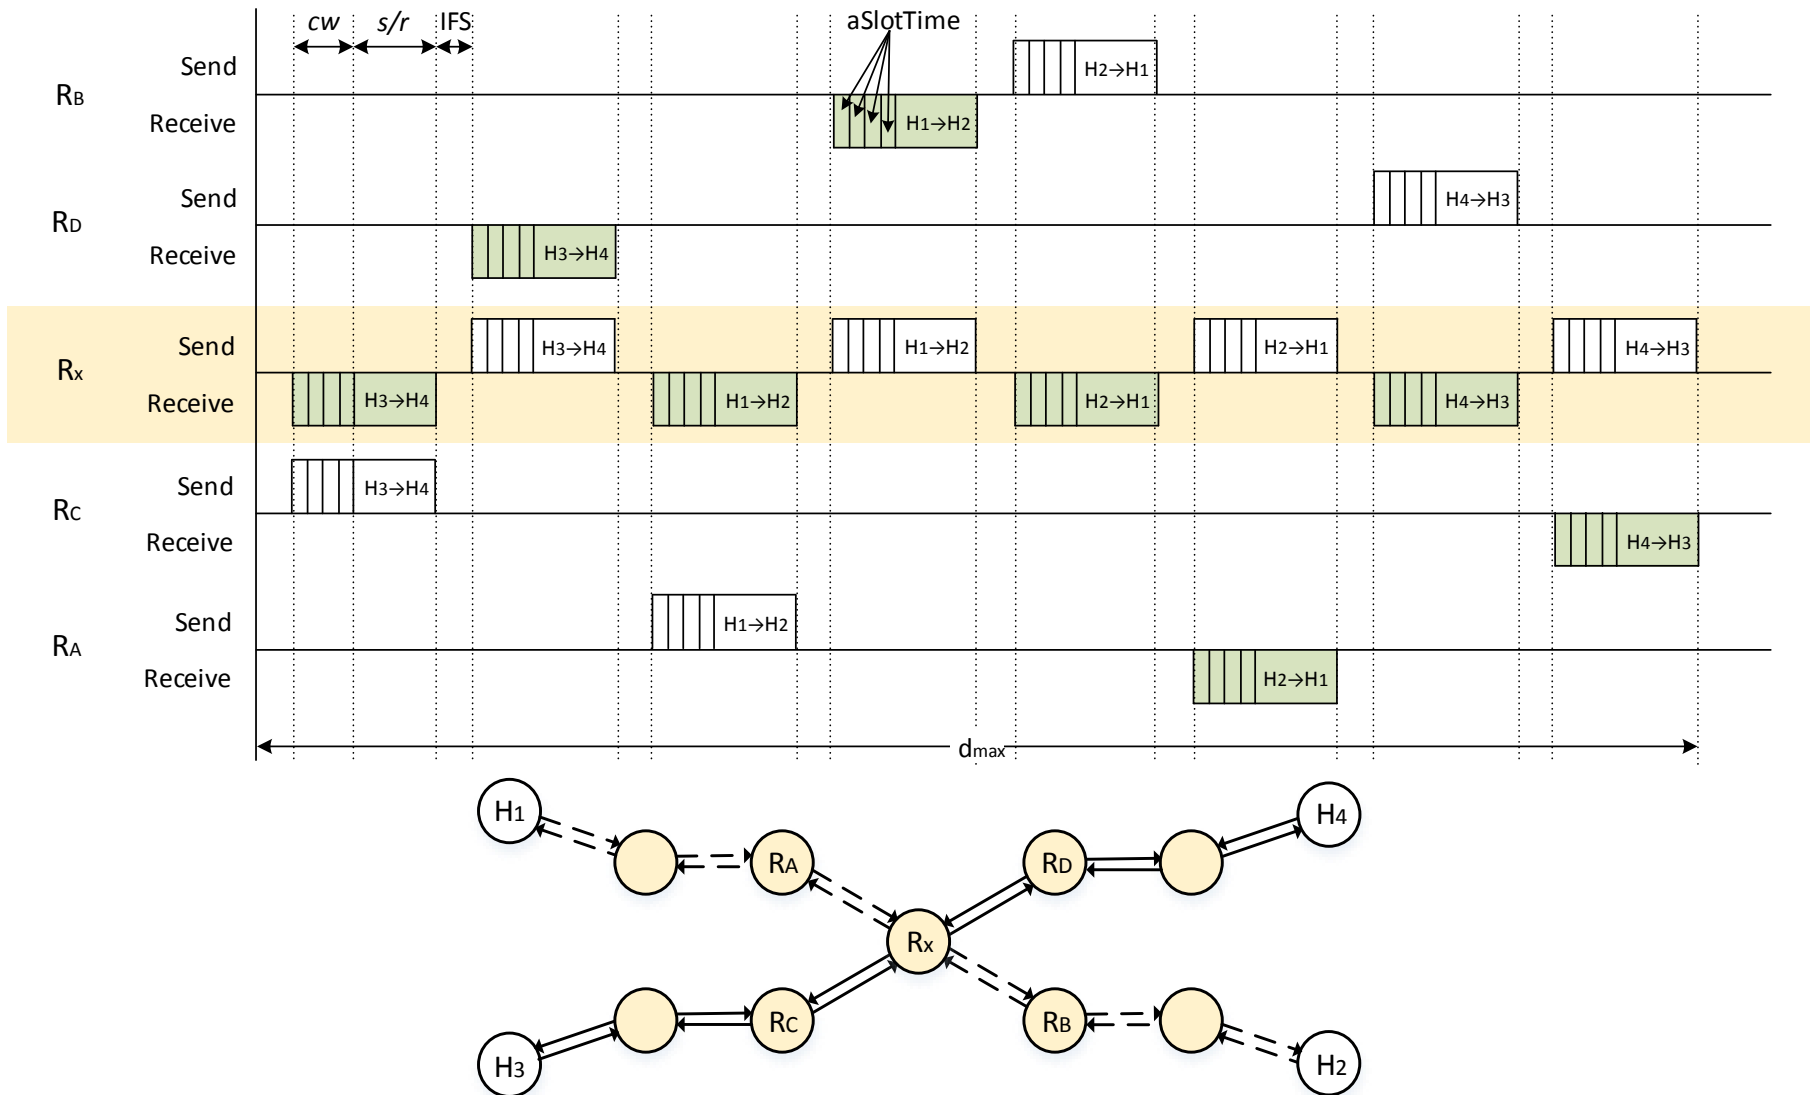 cw s/r IFS aSlotTime
Send H2→H1
RB
Receive H1→H2
Send H4→H3
RD
Receive H3→H4
Send H3→H4 H1→H2 H2→H1 H4→H3
Rx
Receive H3→H4 H1→H2 H2→H1 H4→H3
Send H3→H4
RC
Receive H4→H3
Send H1→H2
RA
Receive H2→H1
dmax
H1 H4
RA RD
Rx
RC RB
H3 H2